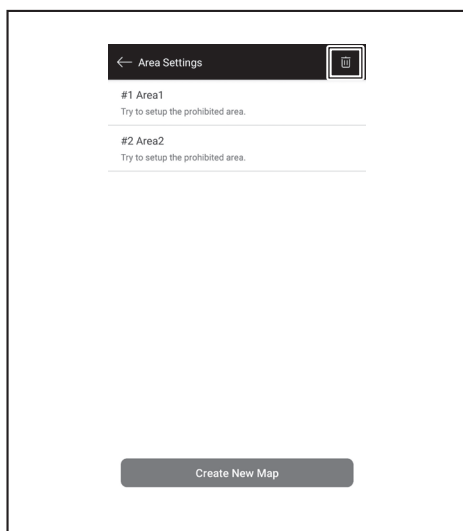 Area Settings
#1 Area1
Try to setup the prohibited area.
#2 Area2
Try to setup the prohibited area.
Create New Map